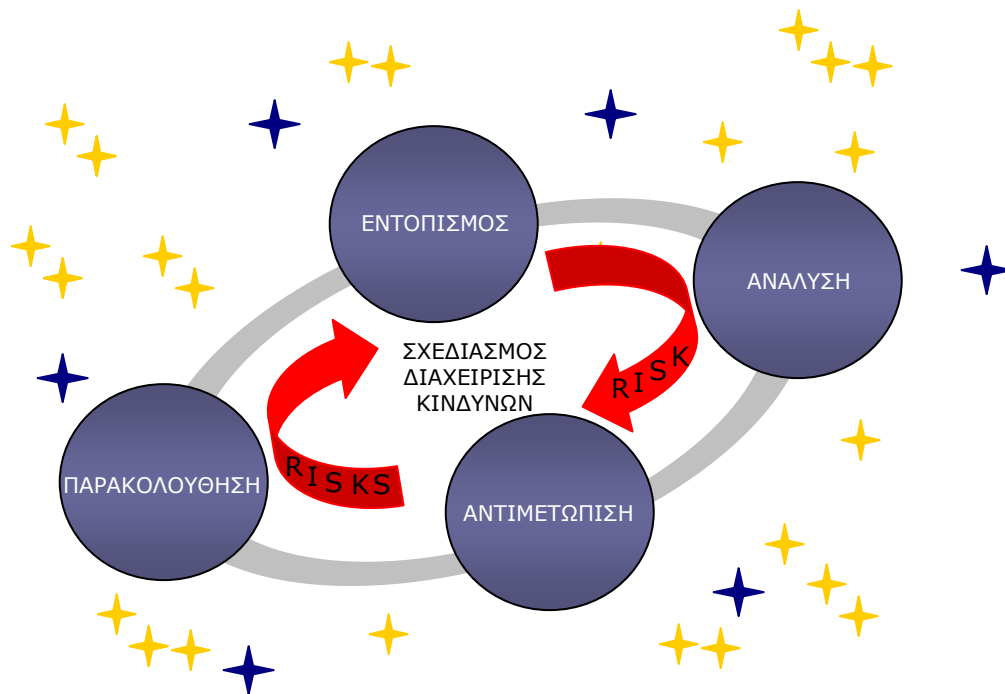 ΕΝΤΟΠΙΣΜΟΣ
ΑΝΑΛΥΣΗ
ΣΧΕΔΙΑΣΜΟΣ
ΔΙΑΧΕΙΡΙΣΗΣ
ΚΙΝΔΥΝΩΝ
RISK
ΠΑΡΑΚΟΛΟΥΘΗΣΗ
RISKS
ΑΝΤΙΜΕΤΩΠΙΣΗ